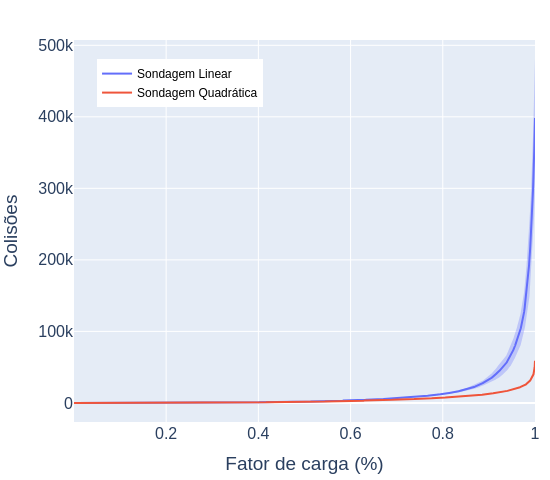 500k
400k
300k
200k
100k
0
Colisões
Sondagem Linear
Sondagem Quadrática
0.2 0.4 0.6 0.8 1
Fator de carga (%)